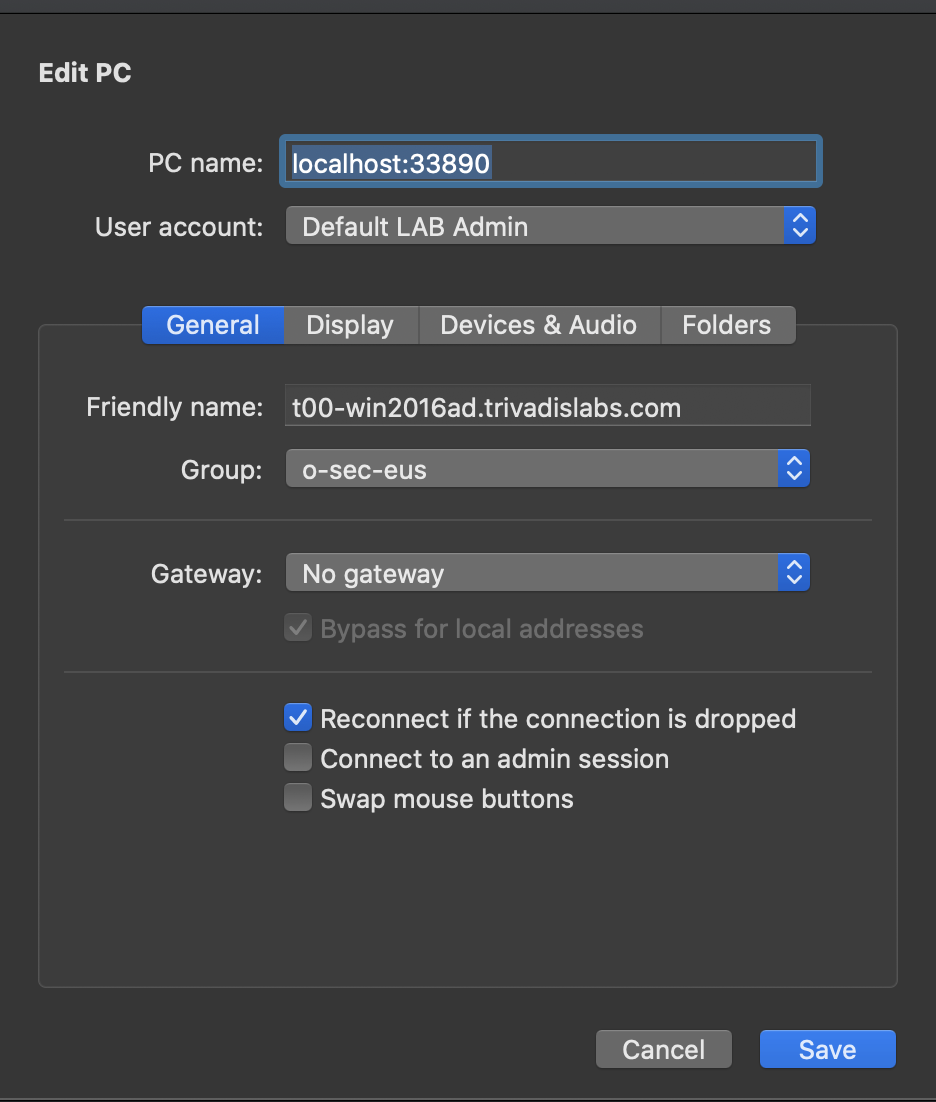 Edit PC
PC name: localhost:33890
User account: Default LAB Admin
General Display Devices & Audio Folders
Friendly name: t00-win2016ad.trivadislabs.com
Group: o-sec-eus
Gateway: No gateway
Bypass for local addresses
Reconnect if the connection is dropped
Connect to an admin session
Swap mouse buttons
Cancel Save